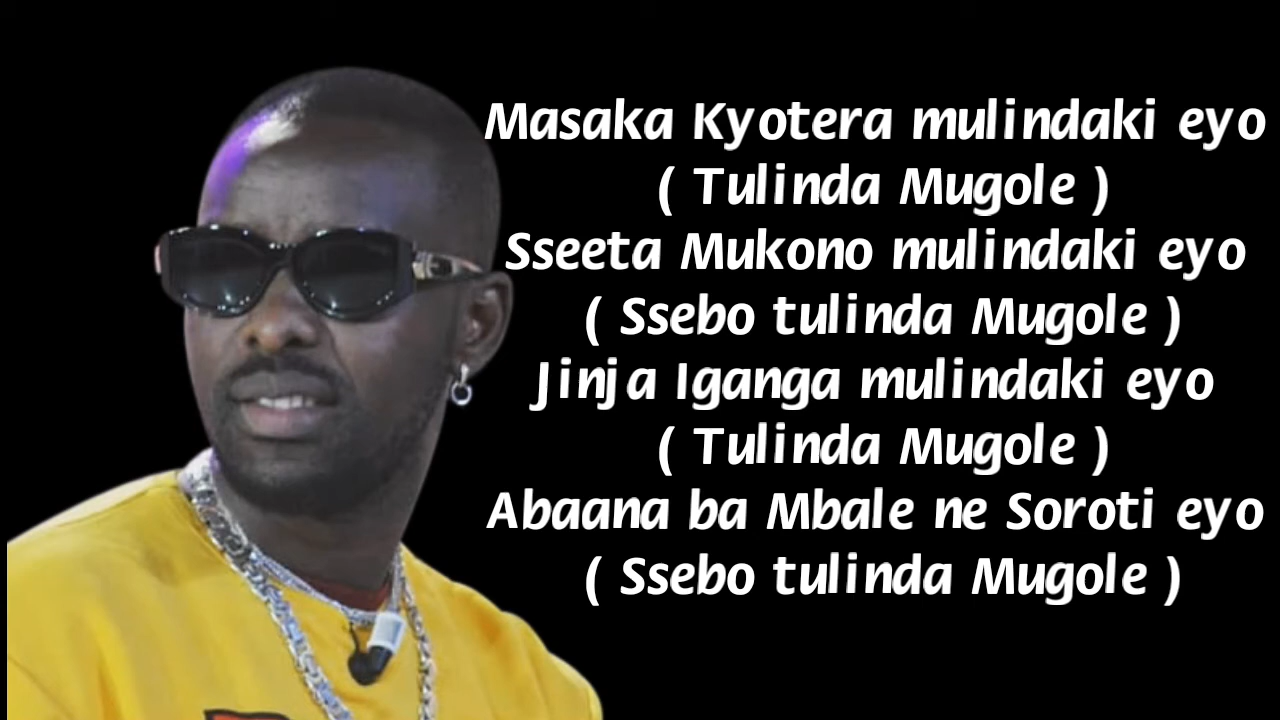 Masaka Kyotera mulindaki eyo
( Tulinda Mugole )
Sseeta Mukono mulindaki eyo
( Ssebo tulinda Mugole )
Jinja Iganga mulindaki eyo
( Tulinda Mugole )
Abaana ba Mbale ne Soroti eyo
( Ssebo tulinda Mugole )